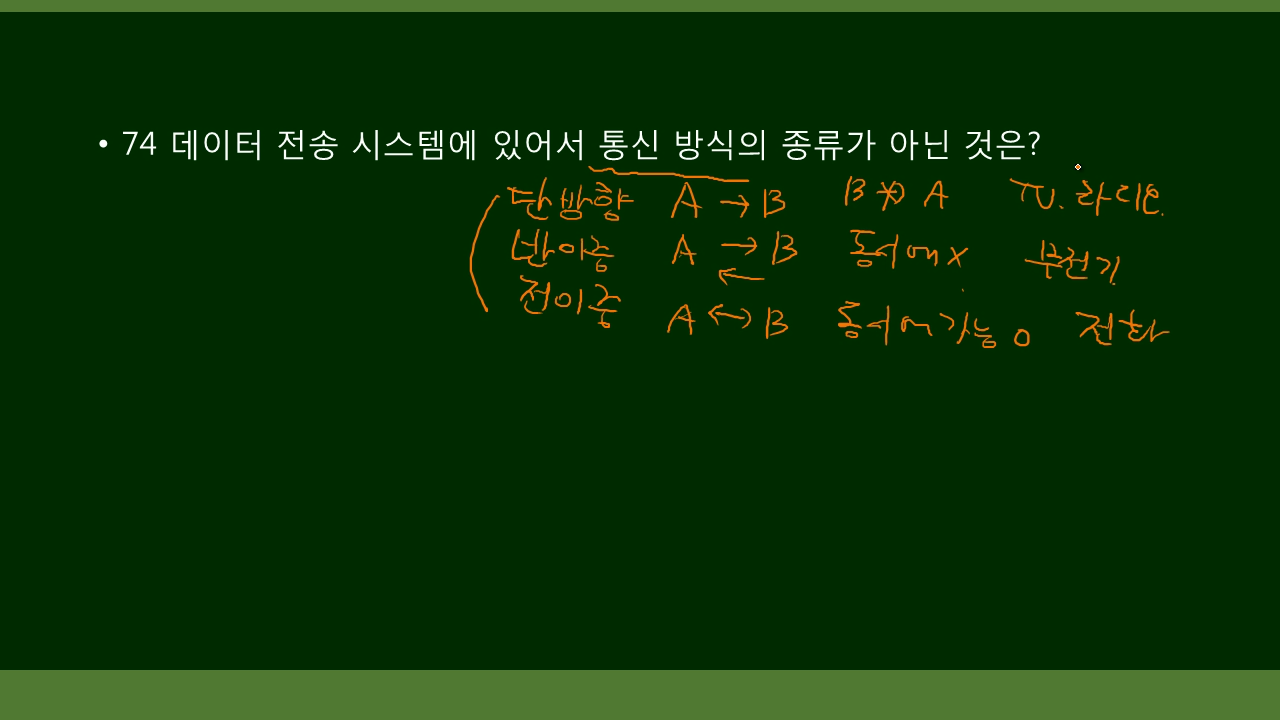 • 74 데이터 전송 시스템에 있어서 통신 방식의 종류가 아닌 것은?
단방향 A → B B ↛ A TV. 라디오.
반이중 A → ← B 동시에 x 무전기
전이중 A ↔ B 동시에 가능 o 전화